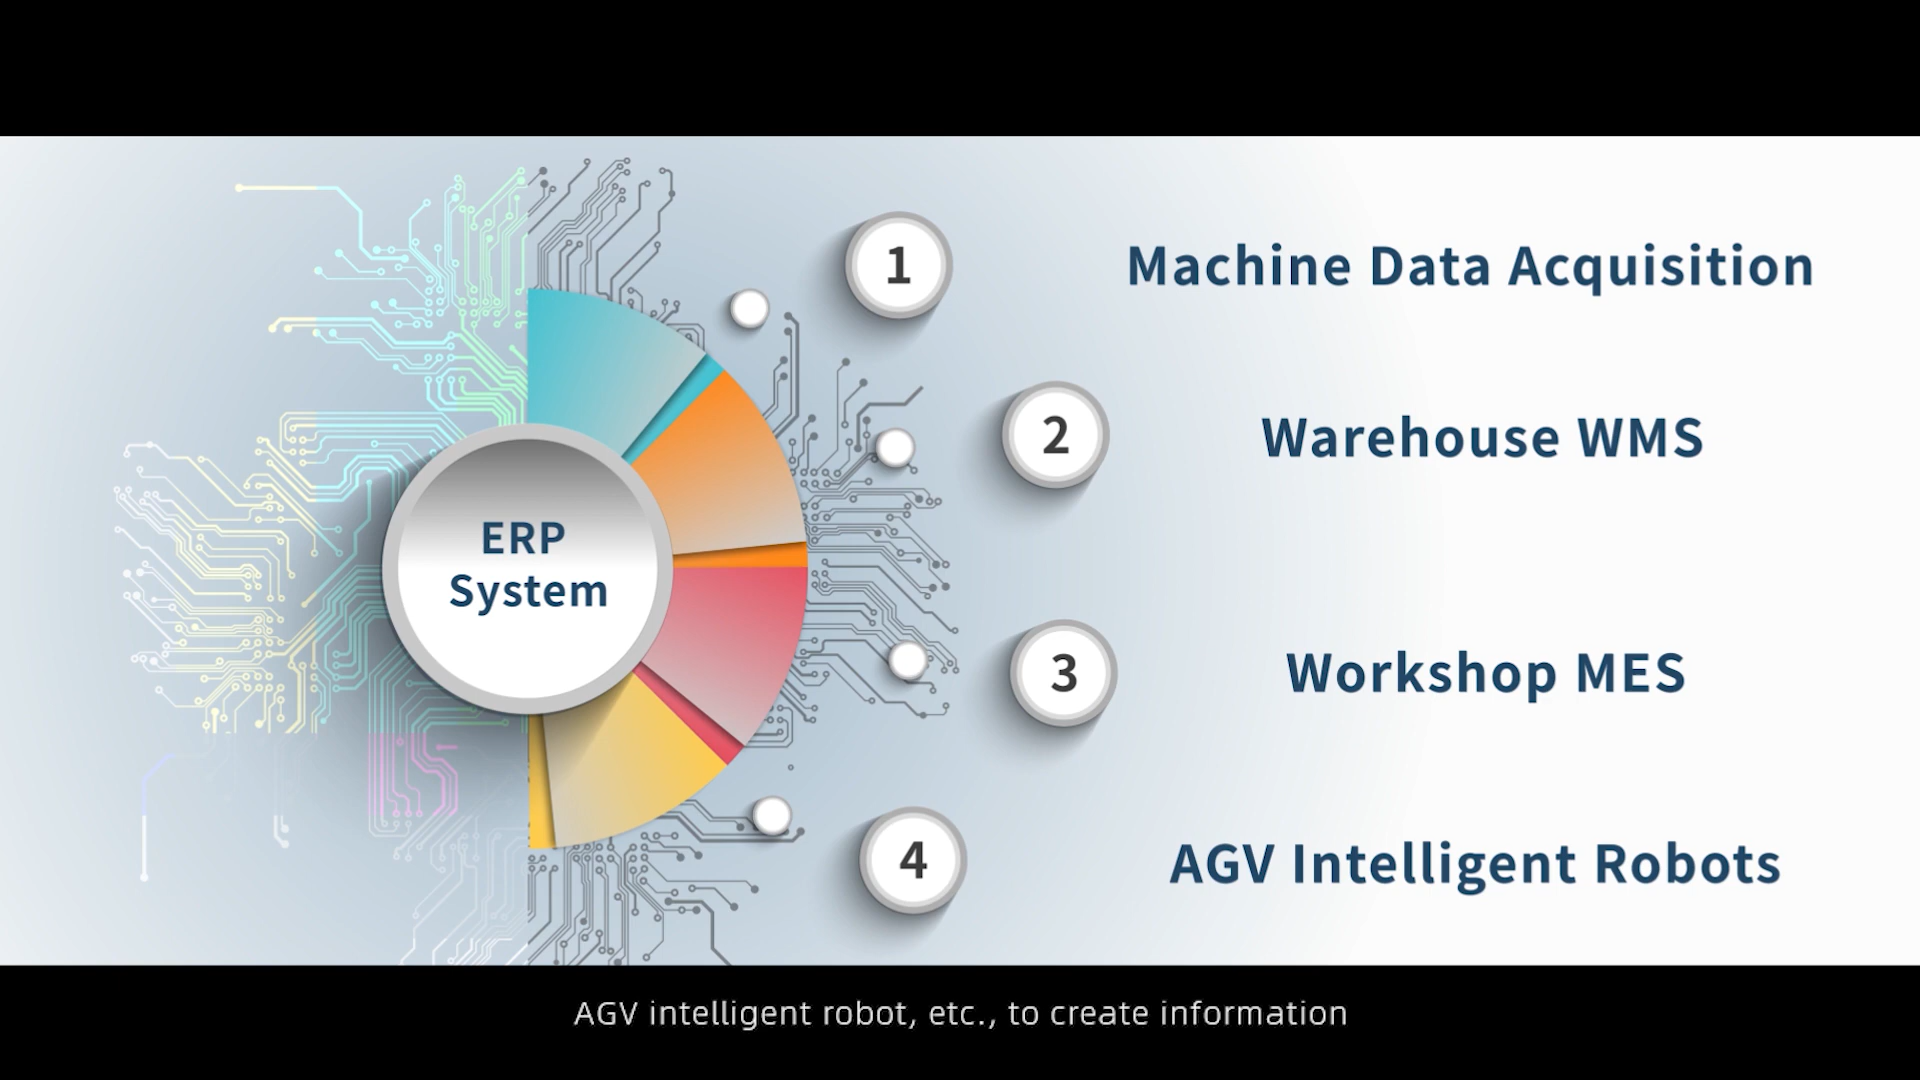 ERP
System
1
Machine Data Acquisition
2
Warehouse WMS
3
Workshop MES
4
AGV Intelligent Robots
AGV intelligent robot, etc., to create information